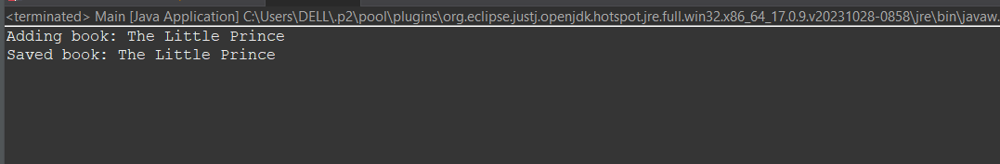 <terminated> Main [Java Application] C:\Users\DELL\.p2\pool\plugins\org.eclipse.justj.openjdk.hotspot.jre.full.win32.x86_64_17.0.9.v20231028-0858\jre\bin\javaw.
Adding book: The Little Prince
Saved book: The Little Prince